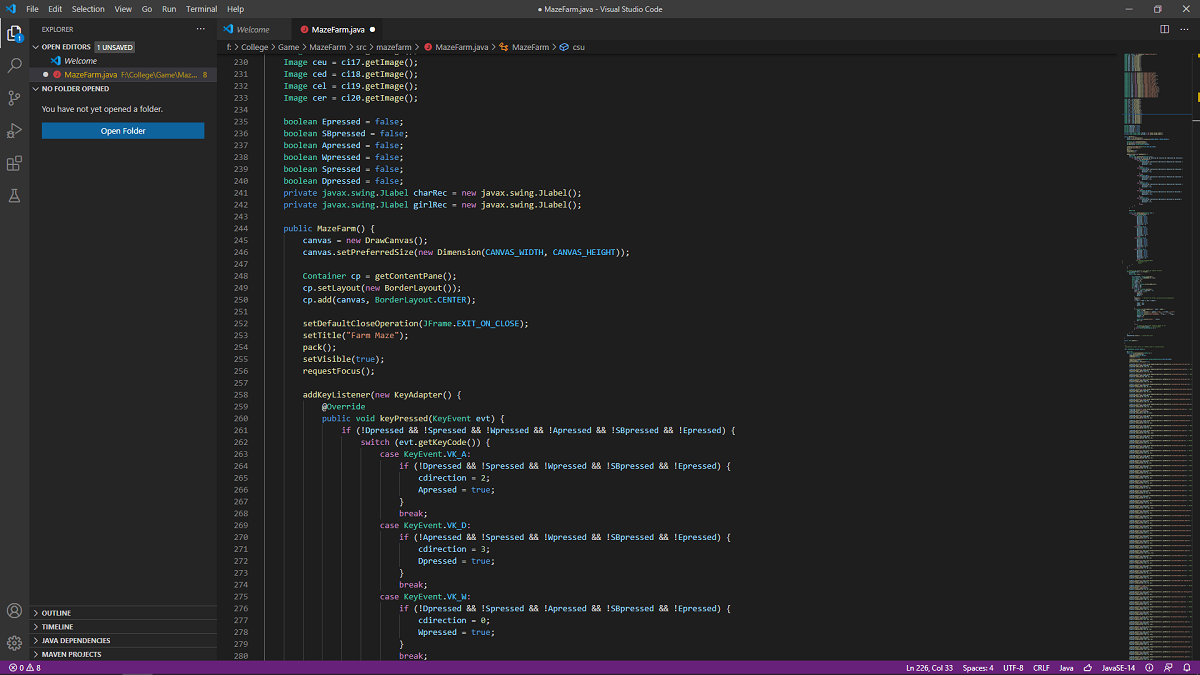 File Edit Selection View Go Run Terminal Help
● MazeFarm.java - Visual Studio Code
EXPLORER
OPEN EDITORS 1 UNSAVED
Welcome
MazeFarm.java F:\College\Game\Maz... 8
NO FOLDER OPENED
You have not yet opened a folder.
Open Folder
OUTLINE
TIMELINE
JAVA DEPENDENCIES
MAVEN PROJECTS
Welcome
MazeFarm.java
f: > College > Game > MazeFarm > src > mazefarm > MazeFarm.java > MazeFarm > csu
230 Image ceu = ci17.getImage();
231 Image ced = ci18.getImage();
232 Image cel = ci19.getImage();
233 Image cer = ci20.getImage();
234
235 boolean Epressed = false;
236 boolean SBpressed = false;
237 boolean Apressed = false;
238 boolean Wpressed = false;
239 boolean Spressed = false;
240 boolean Dpressed = false;
241 private javax.swing.JLabel charRec = new javax.swing.JLabel();
242 private javax.swing.JLabel girlRec = new javax.swing.JLabel();
243
244 public MazeFarm() {
245 canvas = new DrawCanvas();
246 canvas.setPreferredSize(new Dimension(CANVAS_WIDTH, CANVAS_HEIGHT));
247
248 Container cp = getContentPane();
249 cp.setLayout(new BorderLayout());
250 cp.add(canvas, BorderLayout.CENTER);
251
252 setDefaultCloseOperation(JFrame.EXIT_ON_CLOSE);
253 setTitle("Farm Maze");
254 pack();
255 setVisible(true);
256 requestFocus();
257
258 addKeyListener(new KeyAdapter() {
259 @Override
260 public void keyPressed(KeyEvent evt) {
261 if (!Dpressed && !Spressed && !Wpressed && !Apressed && !SBpressed && !Epressed) {
262 switch (evt.getKeyCode()) {
263 case KeyEvent.VK_A:
264 if (!Dpressed && !Spressed && !Wpressed && !SBpressed && !Epressed) {
265 cdirection = 2;
266 Apressed = true;
267 }
268 break;
269 case KeyEvent.VK_D:
270 if (!Apressed && !Spressed && !Wpressed && !SBpressed && !Epressed) {
271 cdirection = 3;
272 Dpressed = true;
273 }
274 break;
275 case KeyEvent.VK_W:
276 if (!Dpressed && !Spressed && !Apressed && !SBpressed && !Epressed) {
277 cdirection = 0;
278 Wpressed = true;
279 }
280 break;
0 8
Ln 226, Col 33 Spaces: 4 UTF-8 CRLF Java JavaSE-14